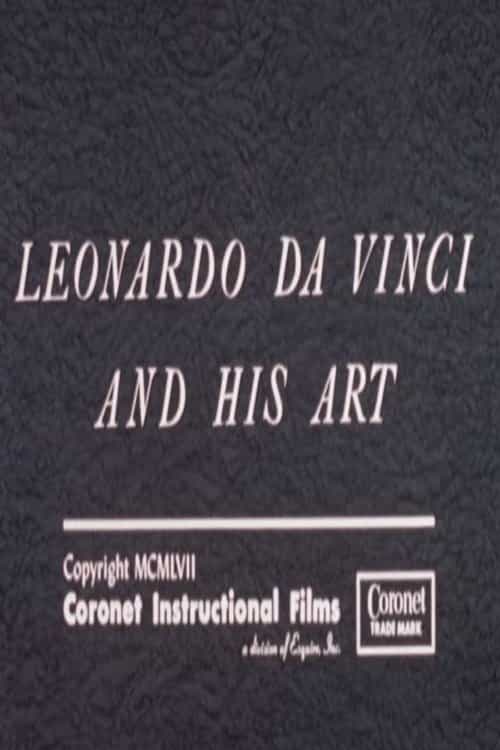 LEONARDO DA VINCI
AND HIS ART
Copyright MCMLVII
Coronet Instructional Films
a division of Esquire, Inc.
Coronet
TRADE MARK